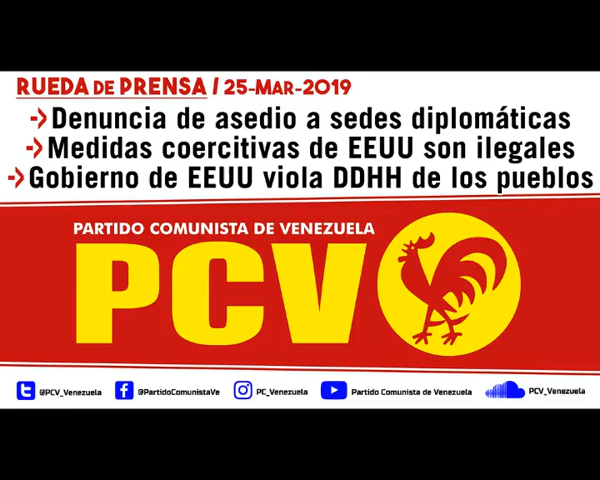 RUEDA DE PRENSA / 25-MAR-2019
Denuncia de asedio a sedes diplomáticas
Medidas coercitivas de EEUU son ilegales
Gobierno de EEUU viola DDHH de los pueblos
PARTIDO COMUNISTA DE VENEZUELA
PCV
@PCV_Venezuela @PartidoComunistaVe PC_Venezuela Partido Comunista de Venezuela PCV_Venezuela